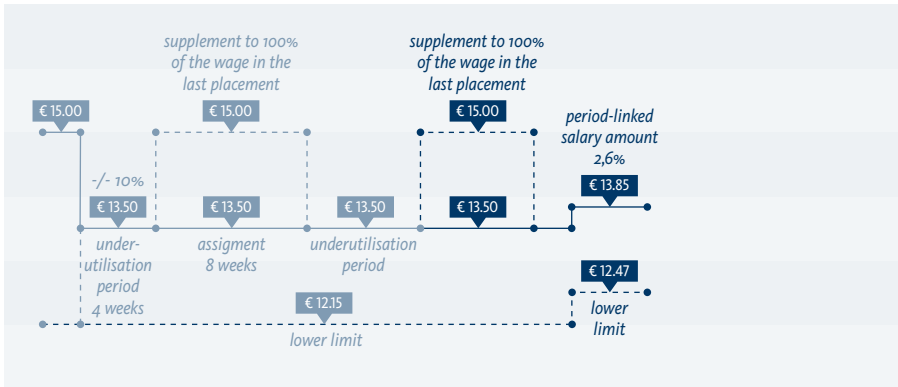 supplement to 100%
of the wage in the
last placement
supplement to 100%
of the wage in the
last placement
€ 15.00
€ 15.00
€ 15.00
period-linked
salary amount
2,6%
-/- 10%
€ 13.50
€ 13.50
€ 13.50
€ 13.50
€ 13.85
under-
utilisation
period
4 weeks
assigment
8 weeks
underutilisation
period
€ 12.15
lower limit
€ 12.47
lower
limit